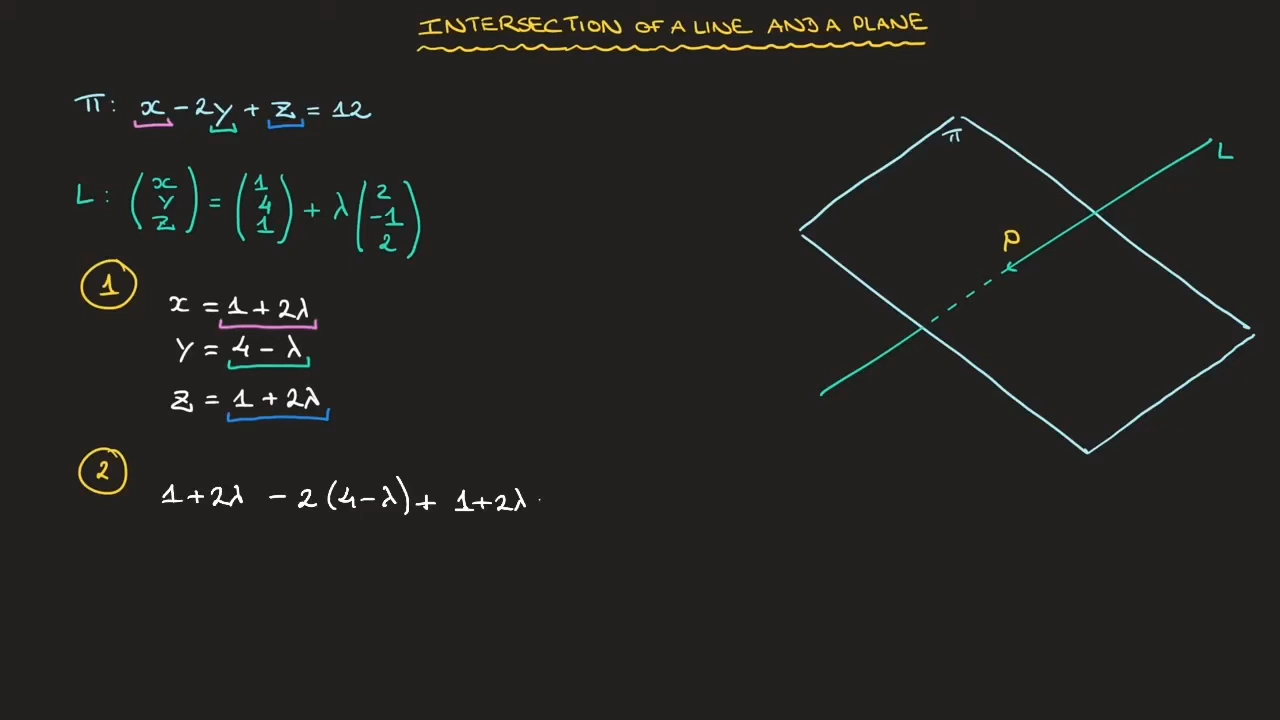 INTERSECTION OF A LINE AND A PLANE
π: x - 2y + z = 12
L: (x y z) = (1 4 1) + λ (2 -1 2)
1
x = 1 + 2λ
y = 4 - λ
z = 1 + 2λ
2
1 + 2λ - 2(4-λ) + 1+2λ
π
L
P